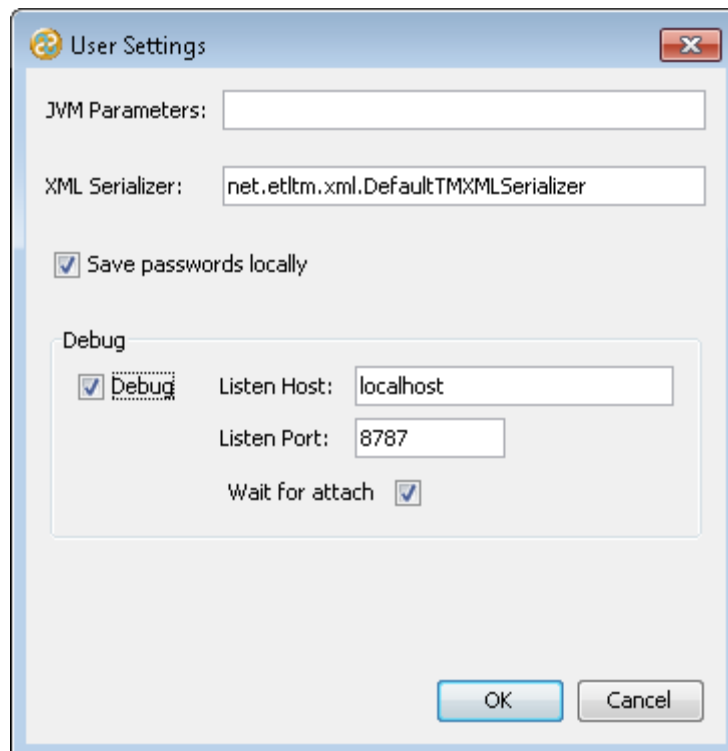 User Settings
JVM Parameters:
XML Serializer: net.etltm.xml.DefaultTMXMLSerializer
Save passwords locally
Debug
Debug Listen Host: localhost
Listen Port: 8787
Wait for attach
OK Cancel